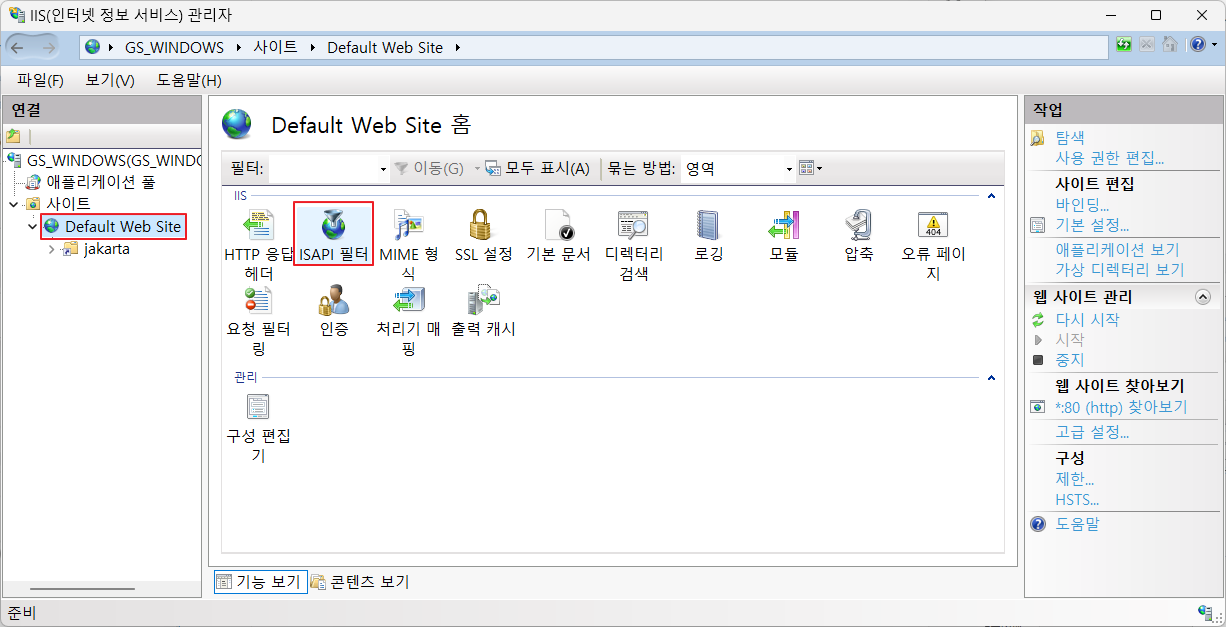 IIS(인터넷 정보 서비스) 관리자
GS_WINDOWS 사이트 Default Web Site
파일(F) 보기(V) 도움말(H)
연결
GS_WINDOWS(GS_WINDO
애플리케이션 풀
사이트
Default Web Site
jakarta
Default Web Site 홈
필터: 이동(G) 모두 표시(A) 묶는 방법: 영역
IIS
HTTP 응답 헤더
ISAPI 필터
MIME 형식
SSL 설정
기본 문서
디렉터리 검색
로깅
모듈
압축
404
오류 페이지
요청 필터링
인증
처리기 매핑
출력 캐시
관리
구성 편집기
기능 보기 콘텐츠 보기
작업
탐색
사용 권한 편집...
사이트 편집
바인딩...
기본 설정...
애플리케이션 보기
가상 디렉터리 보기
웹 사이트 관리
다시 시작
시작
중지
웹 사이트 찾아보기
*:80 (http) 찾아보기
고급 설정...
구성
제한...
HSTS...
도움말
준비